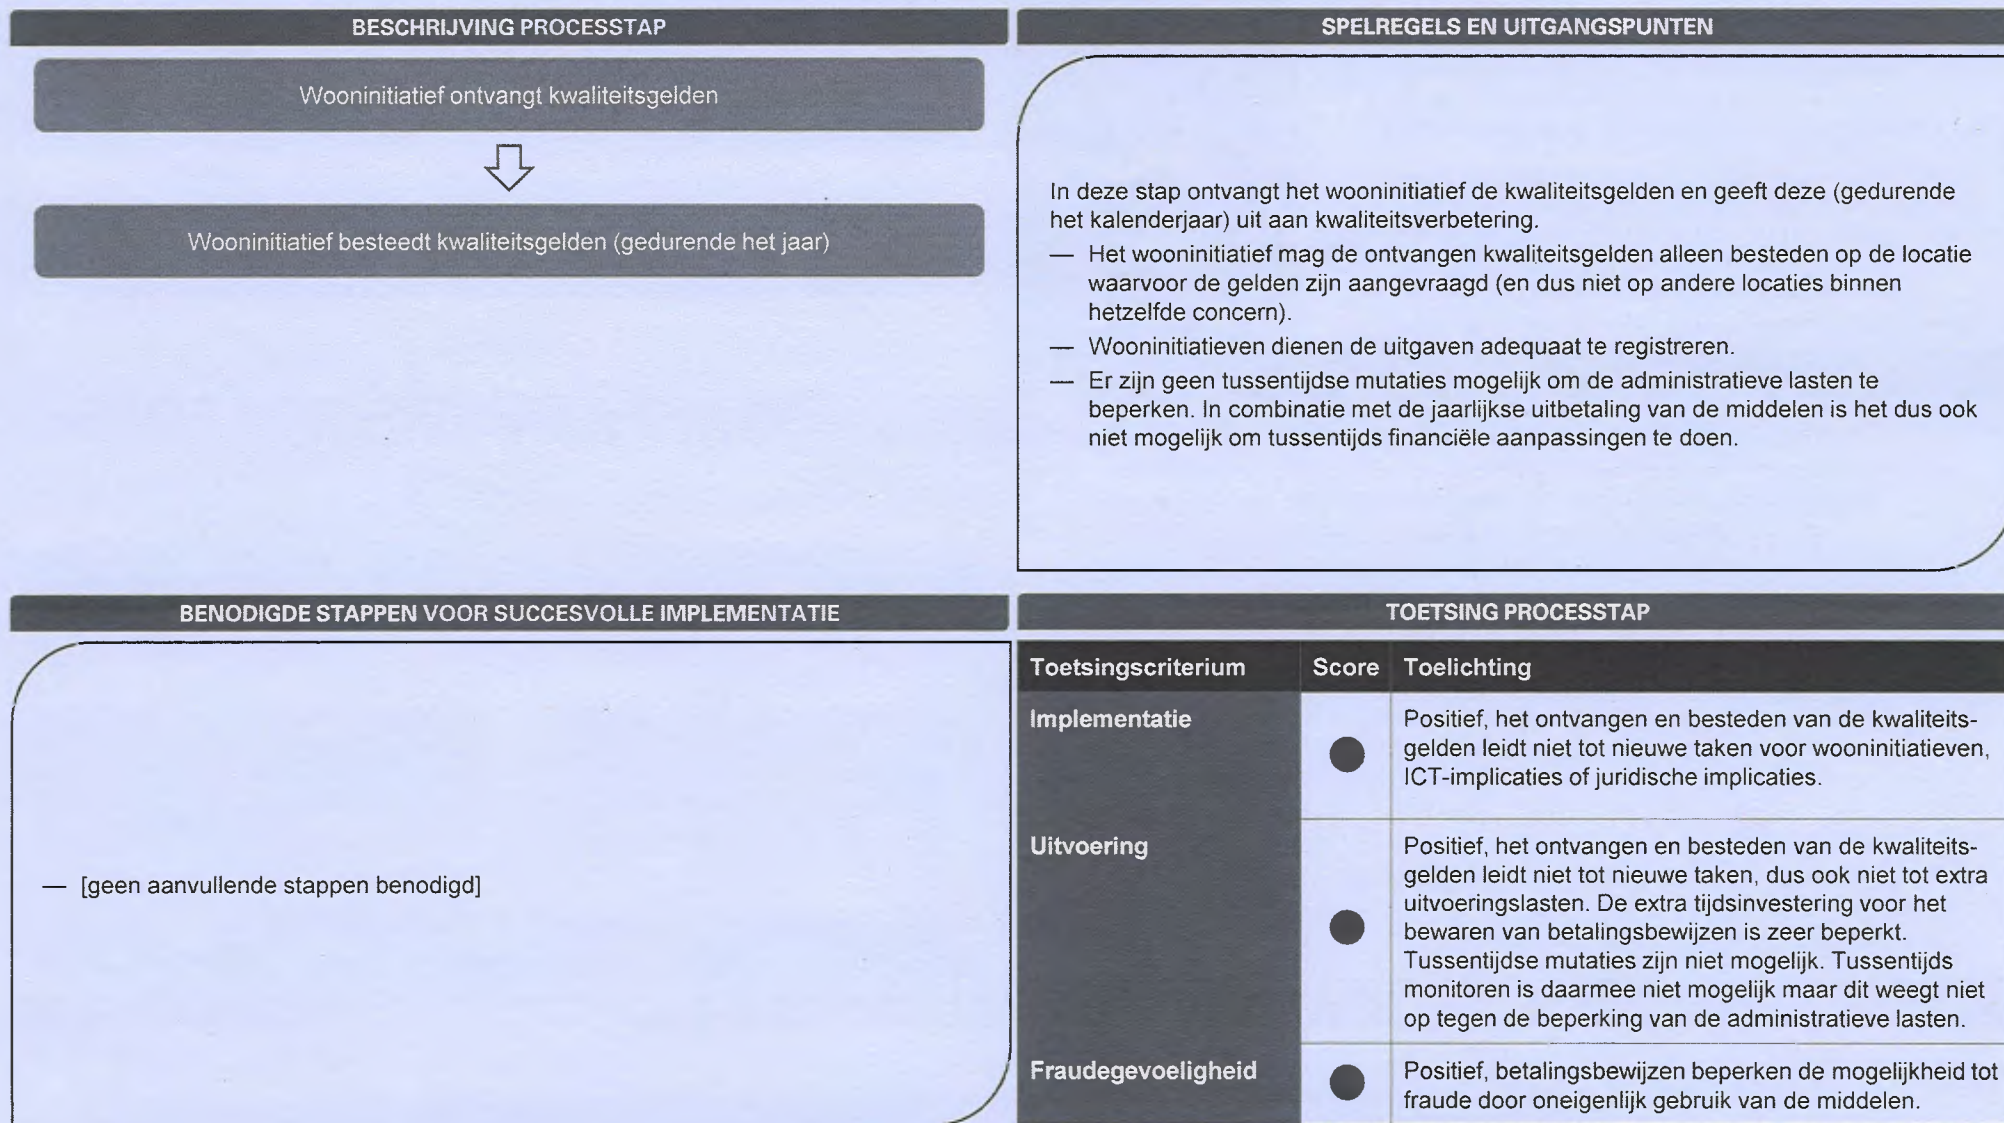 BESCHRIJVING PROCESSTAP
Wooninitiatief ontvangt kwaliteitsgelden
Wooninitiatief besteedt kwaliteitsgelden (gedurende het jaar)
SPELREGELS EN UITGANGSPUNTEN
In deze stap ontvangt het wooninitiatief de kwaliteitsgelden en geeft deze (gedurende
het kalenderjaar) uit aan kwaliteitsverbetering.
— Het wooninitiatief mag de ontvangen kwaliteitsgelden alleen besteden op de locatie
waarvoor de gelden zijn aangevraagd (en dus niet op andere locaties binnen
hetzelfde concern).
— Wooninitiatieven dienen de uitgaven adequaat te registreren.
— Er zijn geen tussentijdse mutaties mogelijk om de administratieve lasten te
beperken. In combinatie met de jaarlijkse uitbetaling van de middelen is het dus ook
niet mogelijk om tussentijds financiële aanpassingen te doen.
BENODIGDE STAPPEN VOOR SUCCESVOLLE IMPLEMENTATIE
— [geen aanvullende stappen benodigd]
TOETSING PROCESSTAP
Toetsingscriterium Score Toelichting
Implementatie
Positief, het ontvangen en besteden van de kwaliteits-
gelden leidt niet tot nieuwe taken voor wooninitiatieven,
ICT-implicaties of juridische implicaties.
Uitvoering
Positief, het ontvangen en besteden van de kwaliteits-
gelden leidt niet tot nieuwe taken, dus ook niet tot extra
uitvoeringslasten. De extra tijdsinvestering voor het
bewaren van betalingsbewijzen is zeer beperkt.
Tussentijdse mutaties zijn niet mogelijk. Tussentijds
monitoren is daarmee niet mogelijk maar dit weegt niet
op tegen de beperking van de administratieve lasten.
Fraudegevoeligheid
Positief, betalingsbewijzen beperken de mogelijkheid tot
fraude door oneigenlijk gebruik van de middelen.